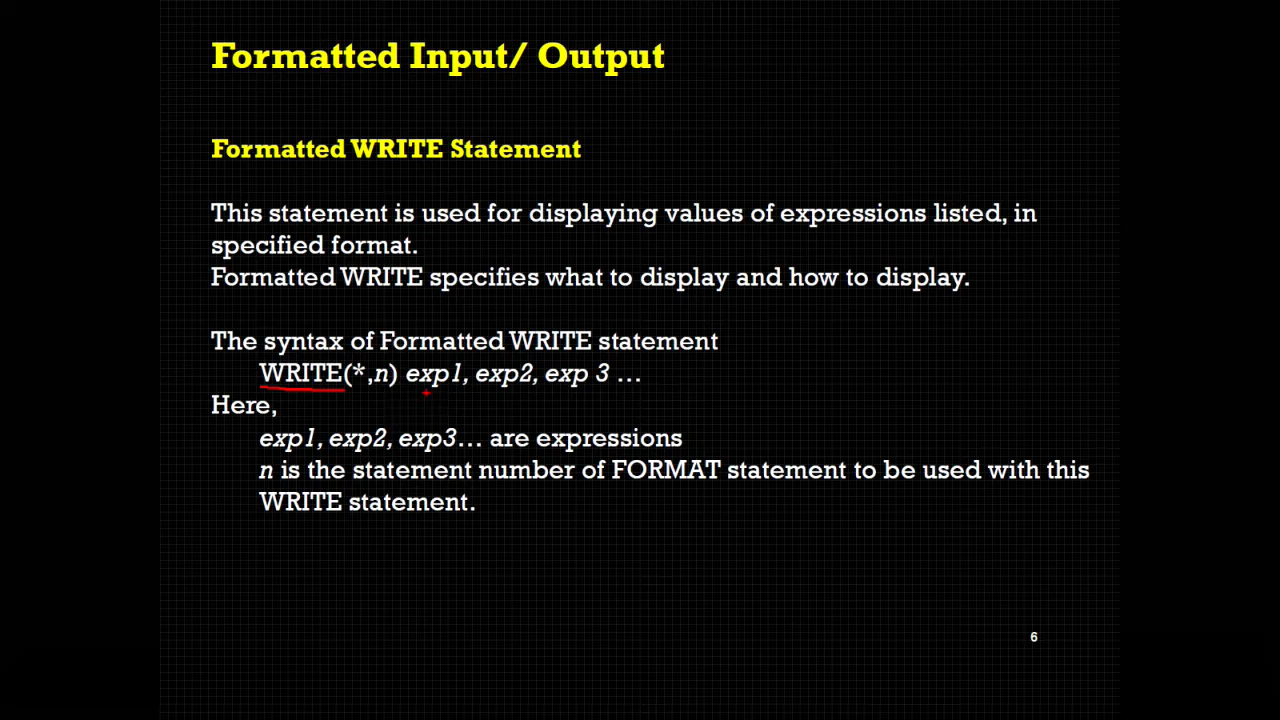 Formatted Input/ Output
Formatted WRITE Statement
This statement is used for displaying values of expressions listed, in
specified format.
Formatted WRITE specifies what to display and how to display.
The syntax of Formatted WRITE statement
WRITE(*,n) exp1, exp2, exp 3 …
Here,
exp1, exp2, exp3… are expressions
n is the statement number of FORMAT statement to be used with this
WRITE statement.
6